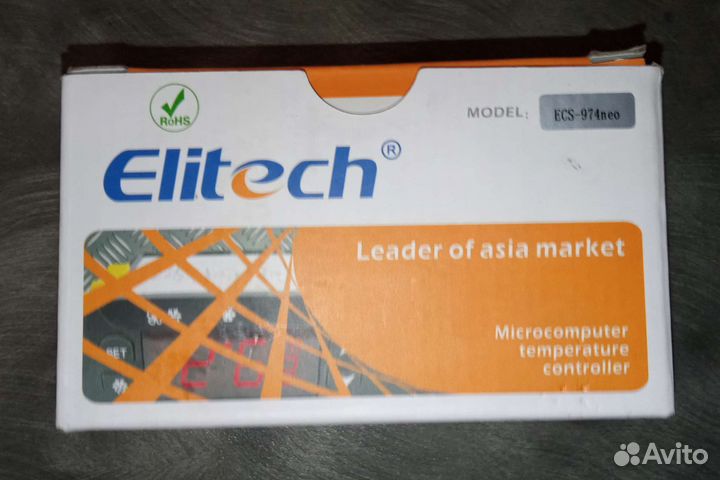 RoHS
MODEL: ECS-974neo
Elitech®
Leader of asia market
SET
Microcomputer
temperature
controller
Avito